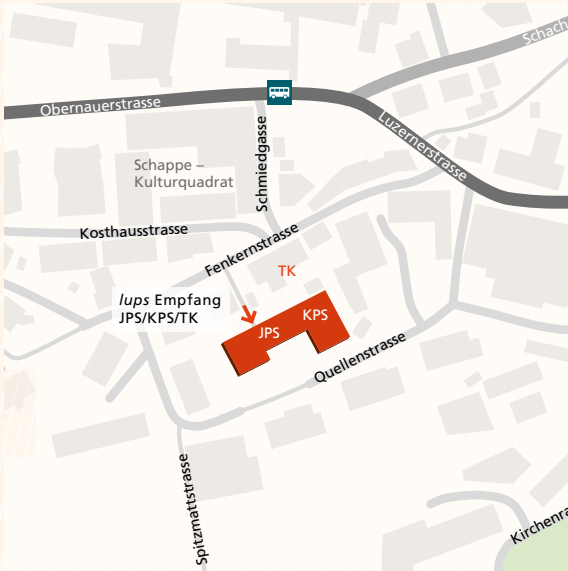 Schach
Obernauerstrasse
Luzernerstrasse
Schmiedgasse
Schappe –
Kulturquadrat
Kosthausstrasse
Fenkernstrasse
TK
lups Empfang
JPS/KPS/TK
KPS
JPS
Quellenstrasse
Spitzmattstrasse
Kirchenra